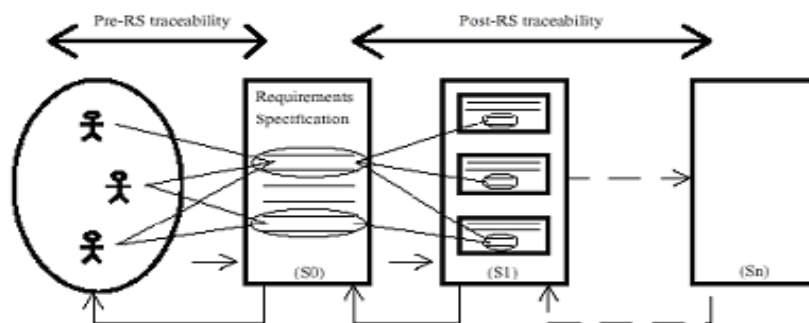 Pre-RS traceability
Post-RS traceability
Requirements
Specification
(S0)
(S1)
(Sn)